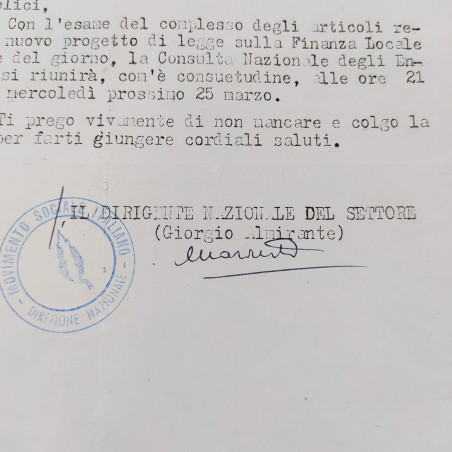 elici,
Con l'esame del complesso degli articoli re-
nuovo progetto di legge sulla Finanza Locale
e del giorno, la Consulta Nazionale degli En-
si riunirà, com'è consuetudine, alle ore 21
mercoledì prossimo 25 marzo.
Ti prego vivamente di non mancare e colgo la
per farti giungere cordiali saluti.
IL DIRIGENTE NAZIONALE DEL SETTORE
(Giorgio Almirante)
MOVIMENTO SOCIALE ITALIANO
- DIREZIONE NAZIONALE -